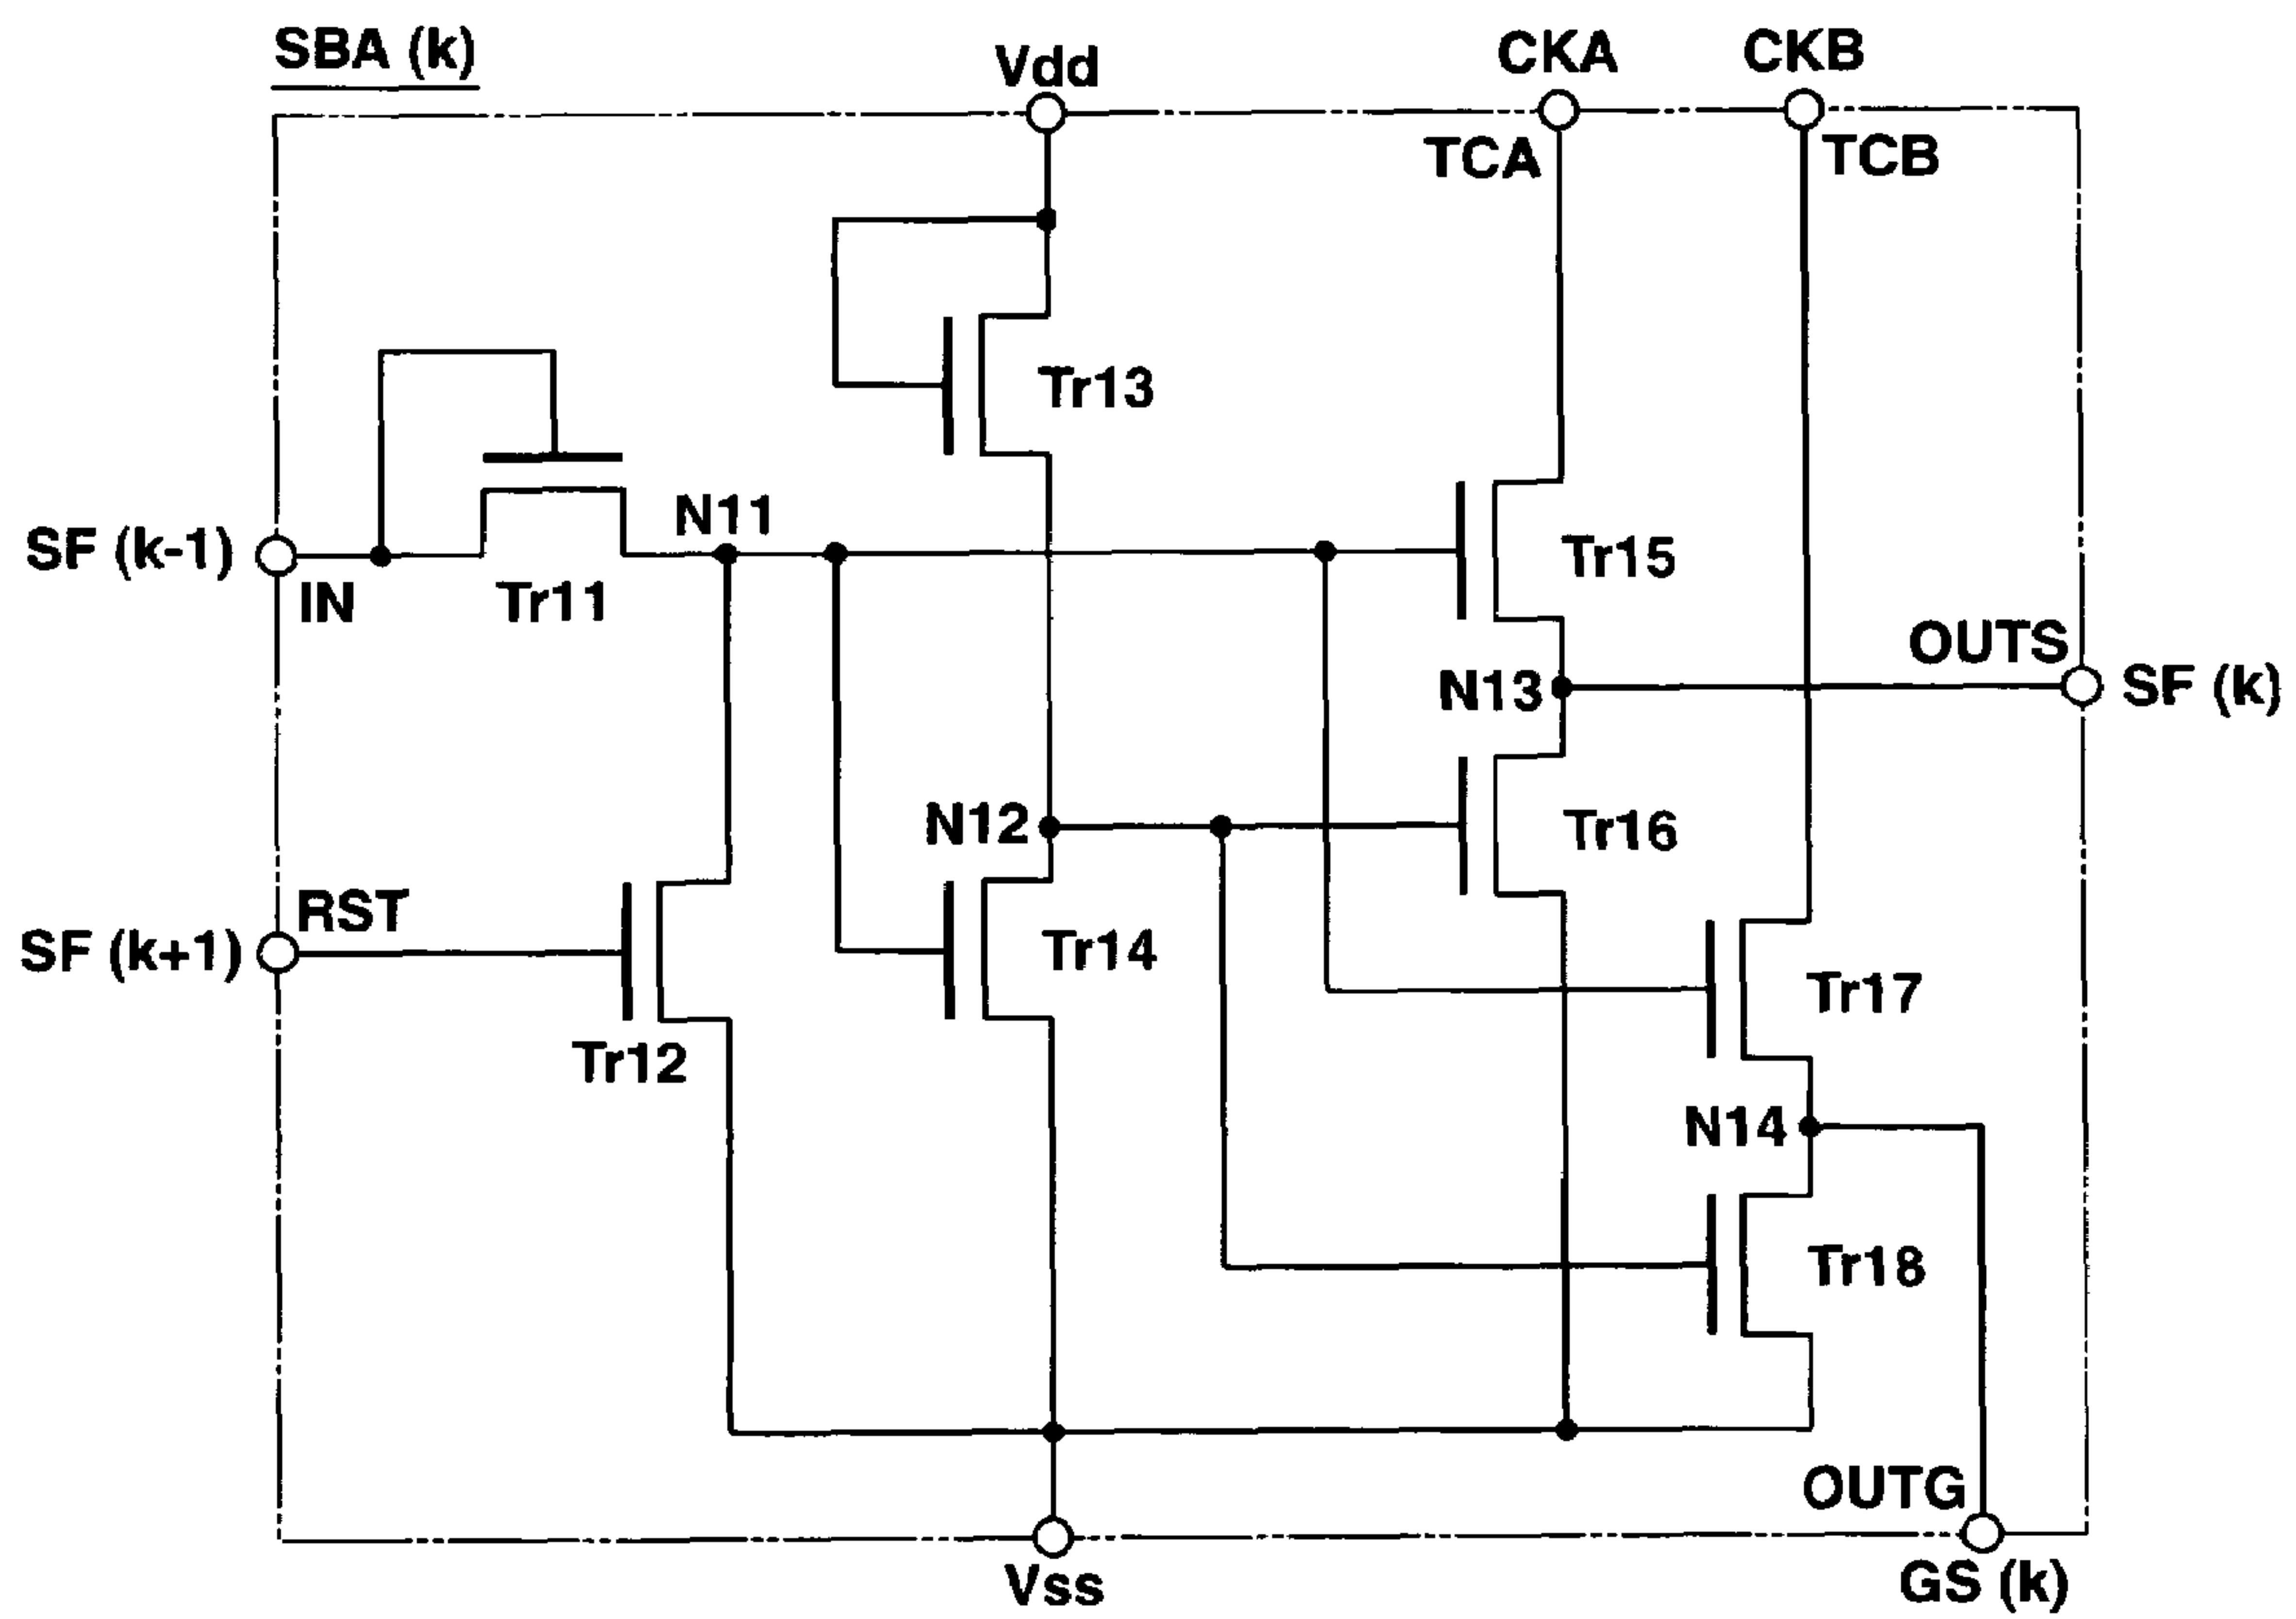 SBA (k)
Vdd
CKA
CKB
TCA
TCB
Tr13
SF (k-1)
IN
Tr11
N11
Tr15
OUTS
N13
SF (k)
N12
Tr16
RST
SF (k+1)
Tr14
Tr17
Tr12
N14
Tr18
OUTG
Vss
GS (k)